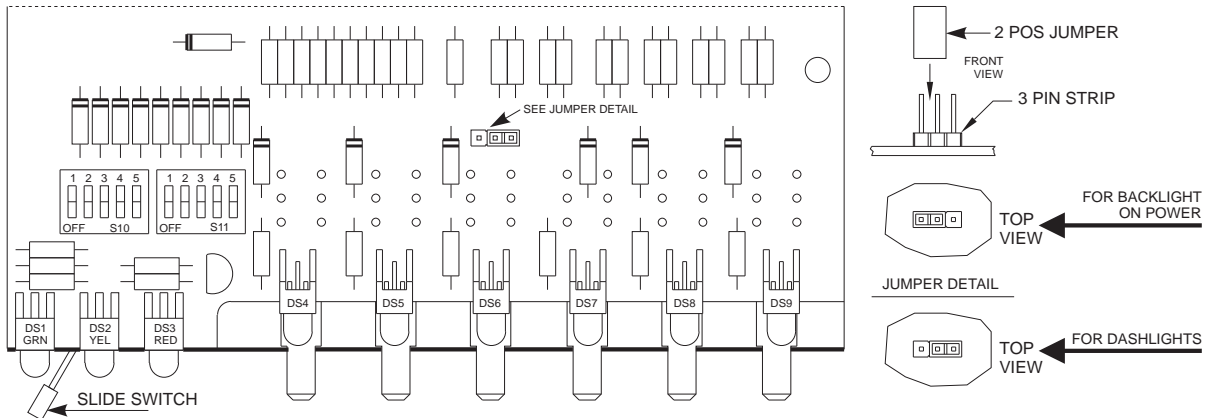 2 POS JUMPER
FRONT
VIEW
3 PIN STRIP
SEE JUMPER DETAIL
1 2 3 4 5
OFF S10
1 2 3 4 5
OFF S11
FOR BACKLIGHT
ON POWER
TOP
VIEW
JUMPER DETAIL
DS4
DS5
DS6
DS7
DS8
DS9
DS1
GRN
DS2
YEL
DS3
RED
FOR DASHLIGHTS
TOP
VIEW
SLIDE SWITCH